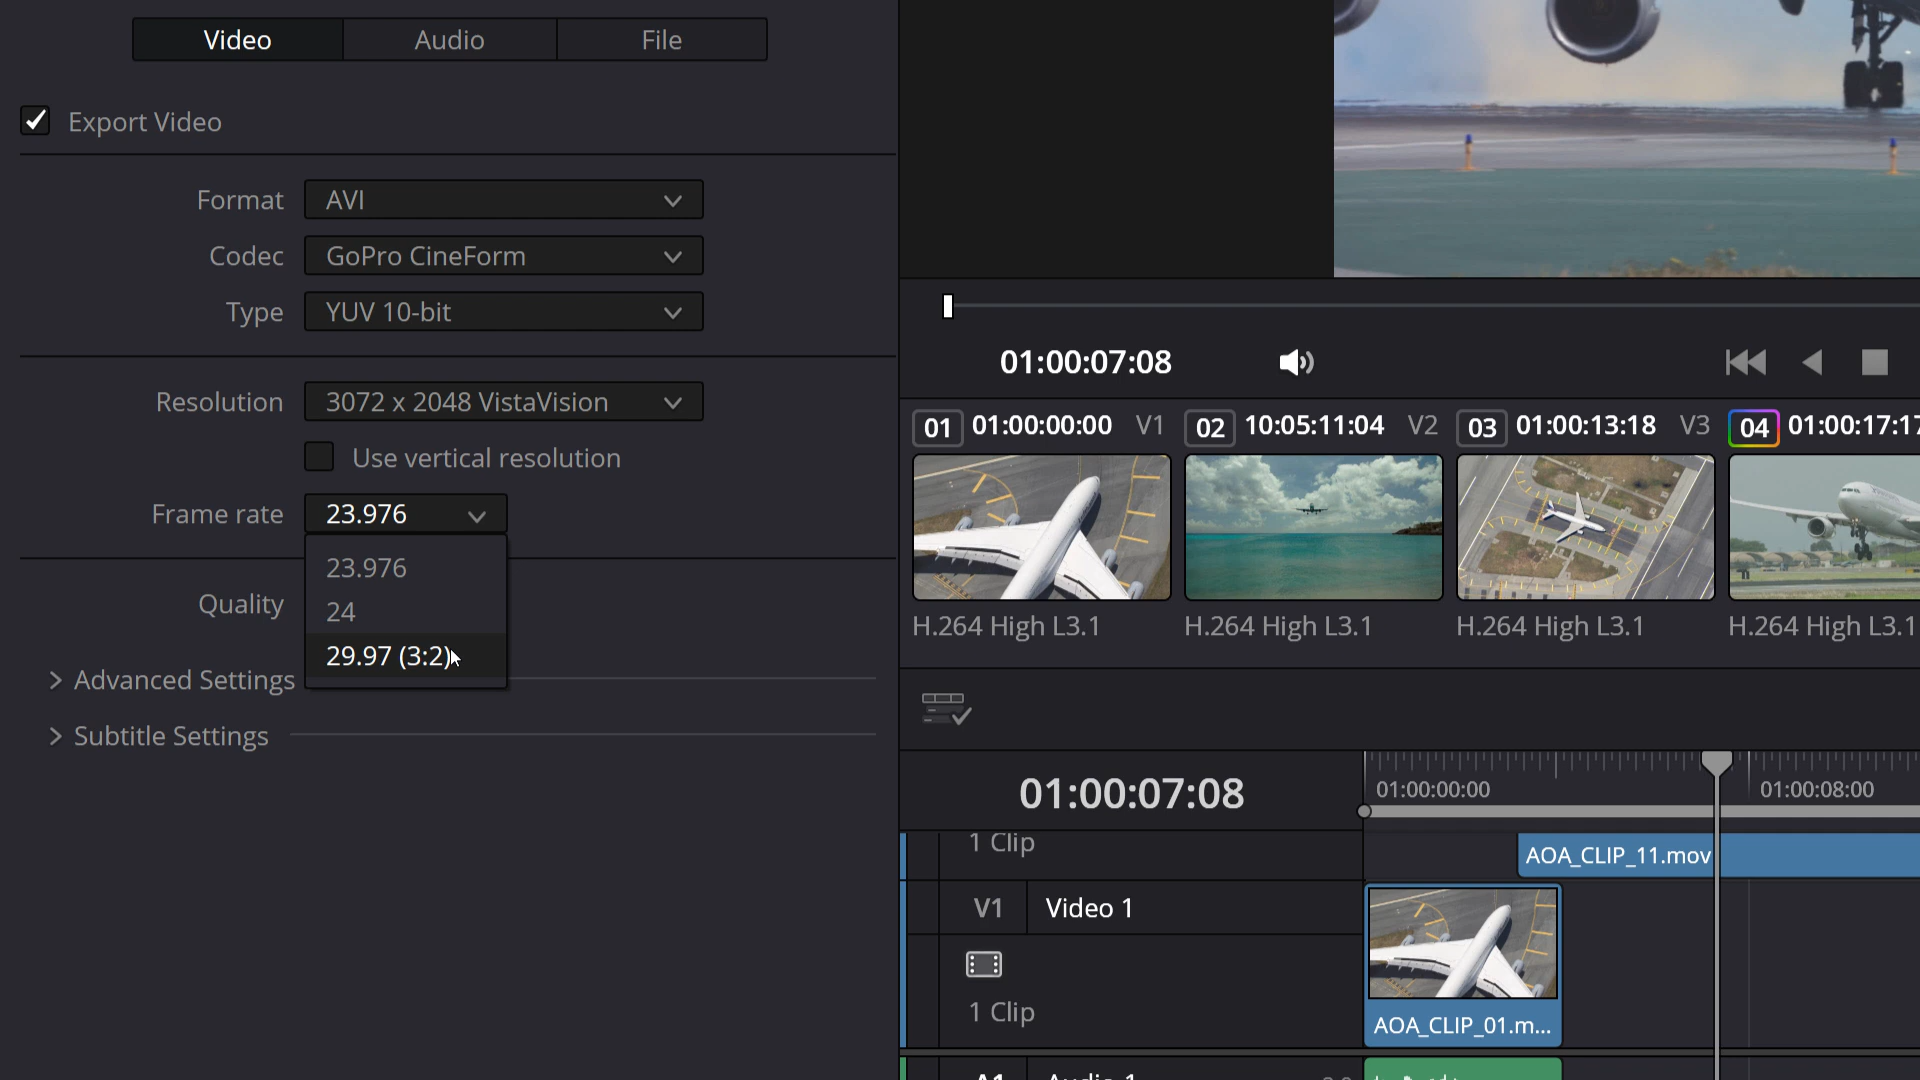 Video
Audio
File
Export Video
Format
AVI
Codec
GoPro CineForm
Type
YUV 10-bit
Resolution
3072 x 2048 VistaVision
Use vertical resolution
Frame rate
23.976
23.976
24
29.97 (3:2)
Quality
Advanced Settings
Subtitle Settings
01:00:07:08
01 01:00:00:00 V1
02 10:05:11:04 V2
03 01:00:13:18 V3
04 01:00:17:17
H.264 High L3.1
H.264 High L3.1
H.264 High L3.1
H.264 High L3.1
01:00:07:08
01:00:00:00
01:00:08:00
1 Clip
AOA_CLIP_11.mov
V1
Video 1
1 Clip
AOA_CLIP_01.m...
A1
Audio 1